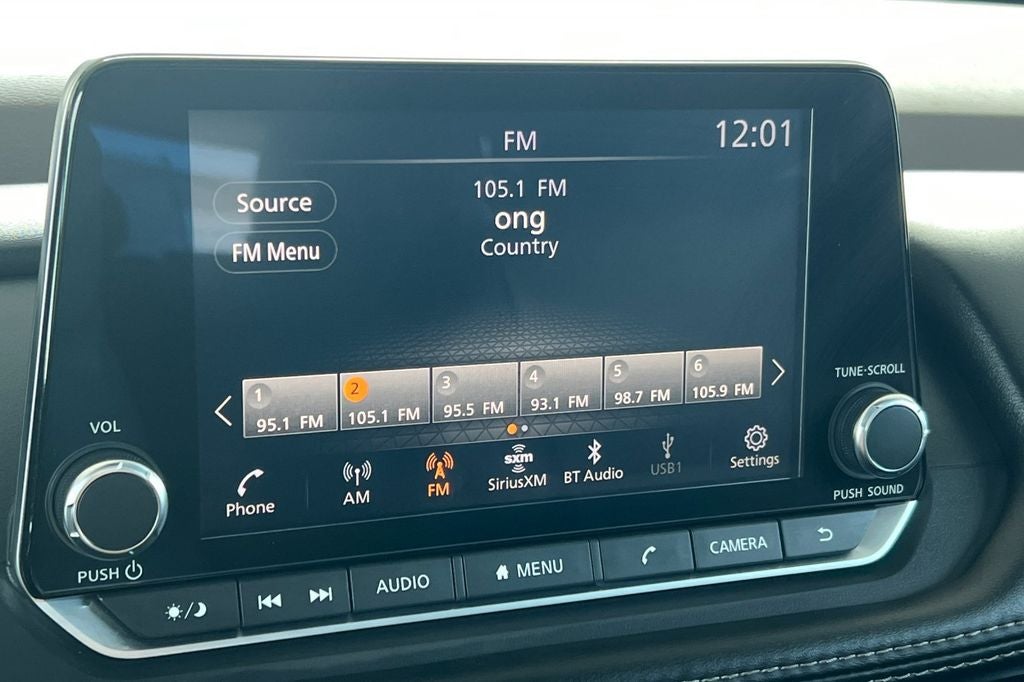 FM
12:01
Source
105.1 FM
ong
FM Menu
Country
1
95.1 FM
2
105.1 FM
3
95.5 FM
4
93.1 FM
5
98.7 FM
6
105.9 FM
Phone
AM
FM
sxm
SiriusXM
BT Audio
USB1
Settings
VOL
PUSH
TUNE·SCROLL
PUSH SOUND
AUDIO
MENU
CAMERA